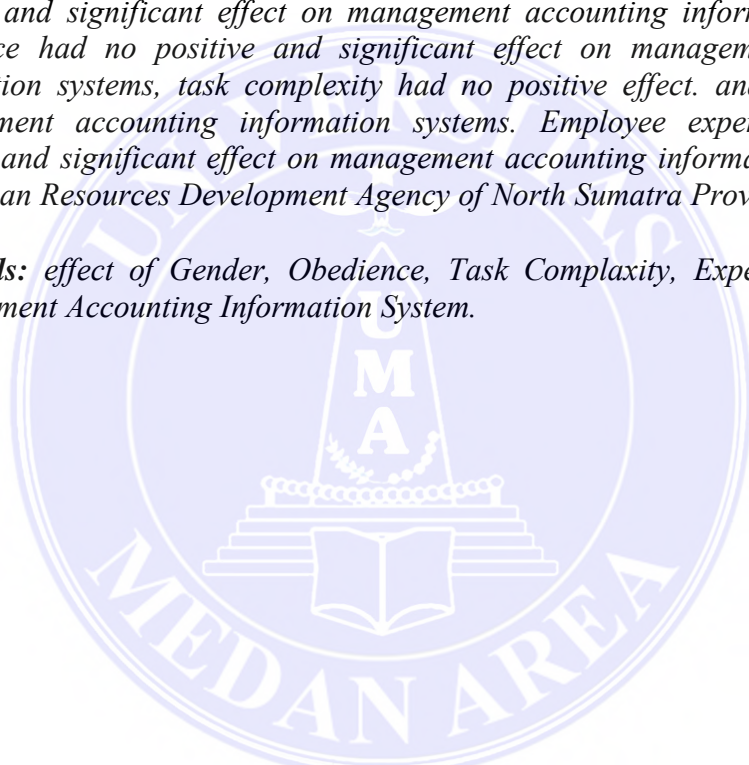 and significant effect on management accounting infor
ce had no positive and significant effect on managem
tion systems, task complexity had no positive effect. an
ment accounting information systems. Employee exper
and significant effect on management accounting informa
an Resources Development Agency of North Sumatra Prov
ds: effect of Gender, Obedience, Task Complaxity, Expe
ment Accounting Information System.
UNIVERSITAS
UMA
MEDAN AREA